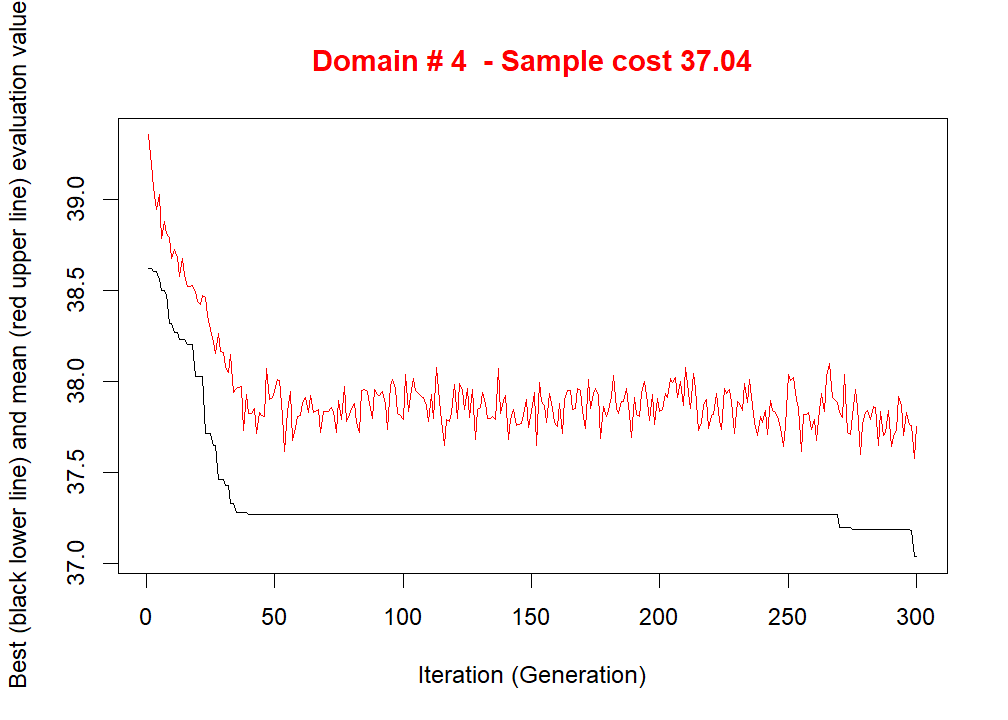 Domain # 4  - Sample cost 37.04
Best (black lower line) and mean (red upper line) evaluation value
39.0
38.5
38.0
37.5
37.0
0 50 100 150 200 250 300
Iteration (Generation)